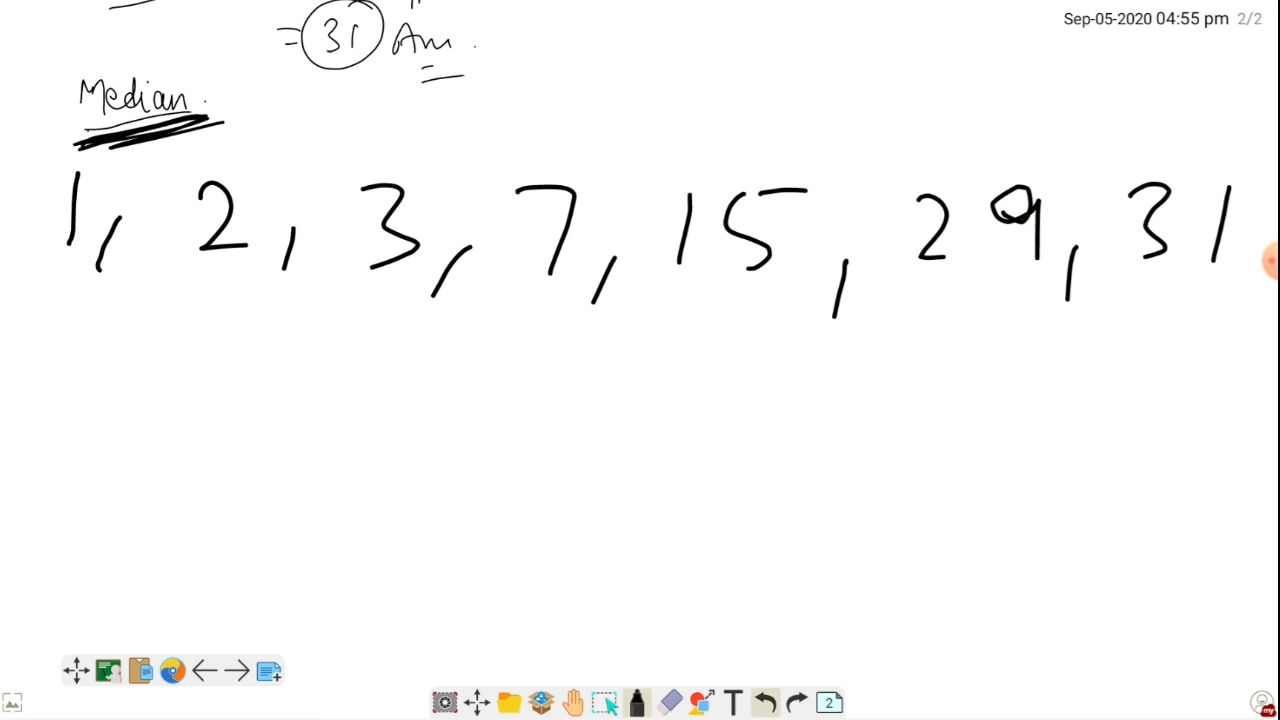 Sep-05-2020 04:55 pm 2/2
= 31 Ans.
Median.
1, 2, 3, 7, 15, 29, 31
2
my